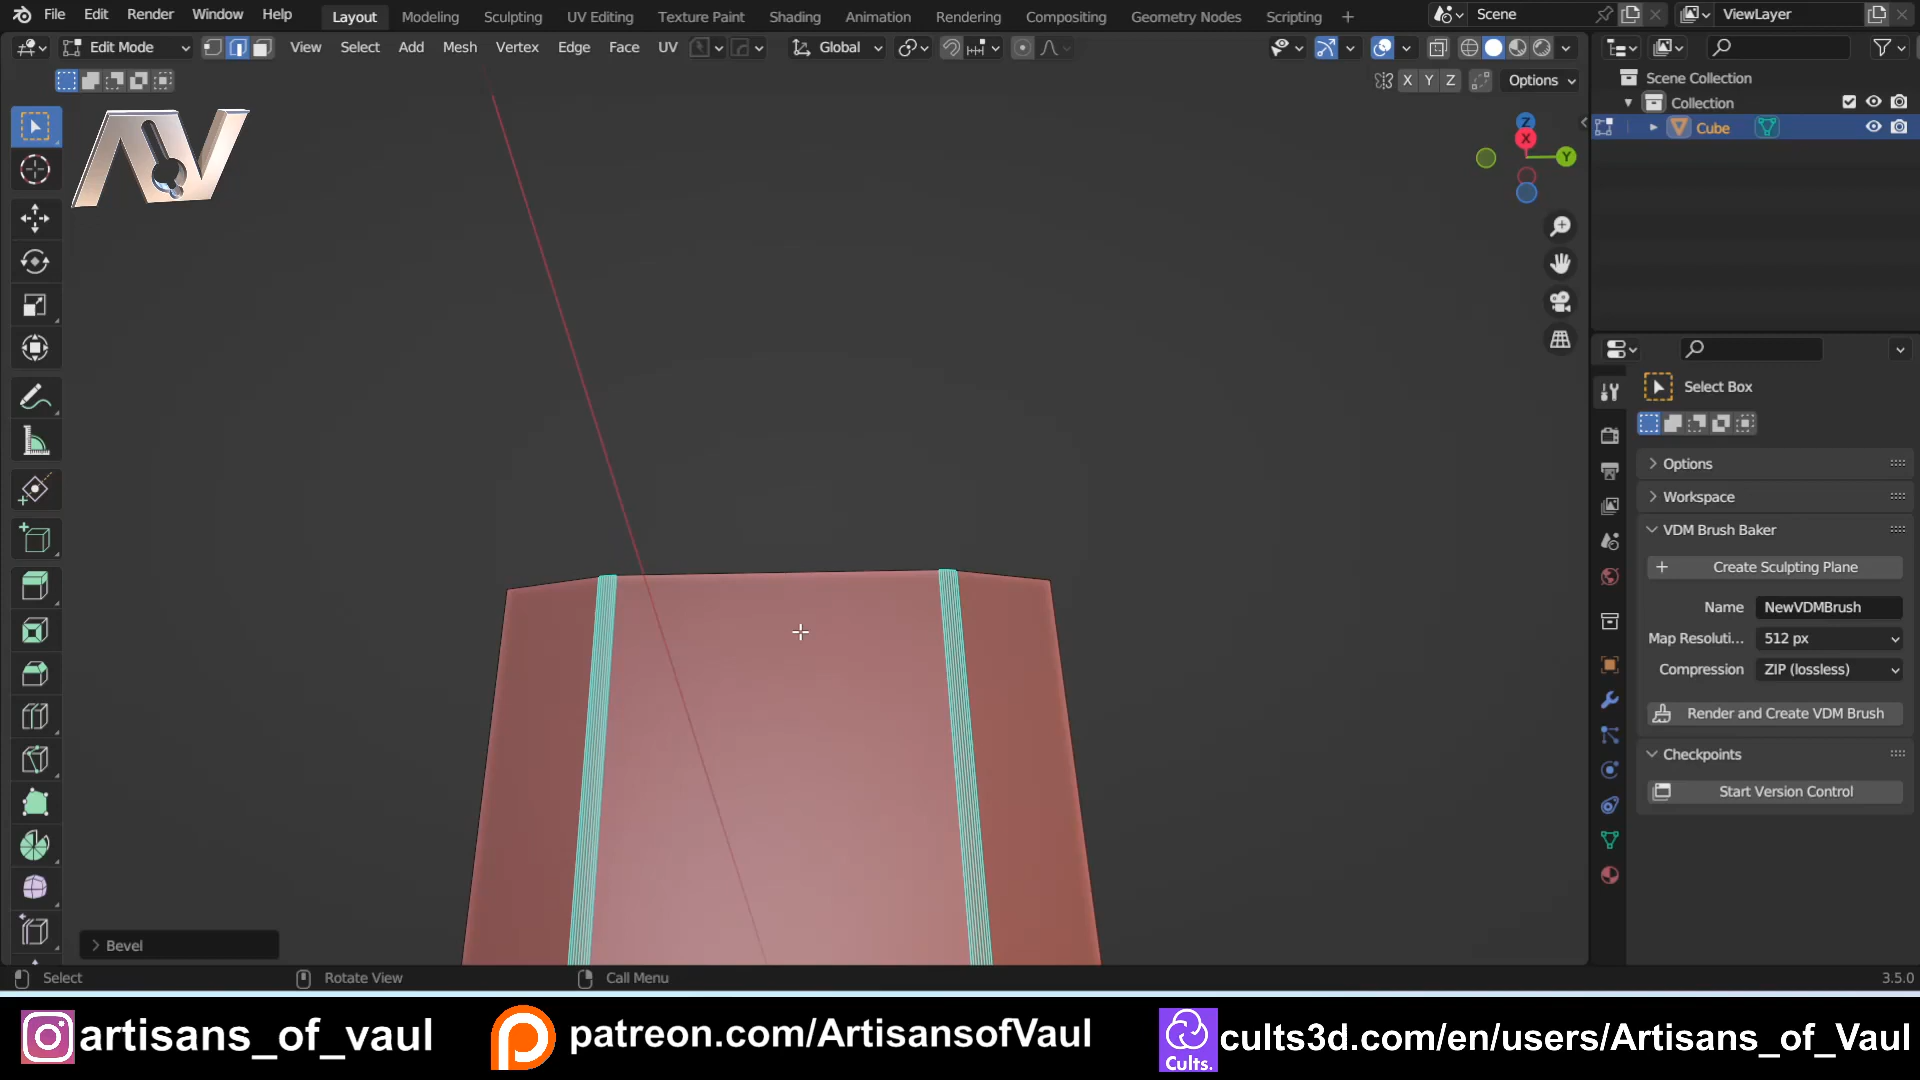 File Edit Render Window Help Layout Modeling Sculpting UV Editing Texture Paint Shading Animation Rendering Compositing Geometry Nodes Scripting + Scene ViewLayer
Edit Mode View Select Add Mesh Vertex Edge Face UV Global
X Y Z Options
Scene Collection
Collection
Cube
Z
X
Y
Select Box
Options
Workspace
VDM Brush Baker
+ Create Sculpting Plane
Name NewVDMBrush
Map Resoluti... 512 px
Compression ZIP (lossless)
Render and Create VDM Brush
Checkpoints
Start Version Control
Bevel
Select Rotate View Call Menu 3.5.0
artisans_of_vaul patreon.com/ArtisansofVaul Cults. cults3d.com/en/users/Artisans_of_Vaul